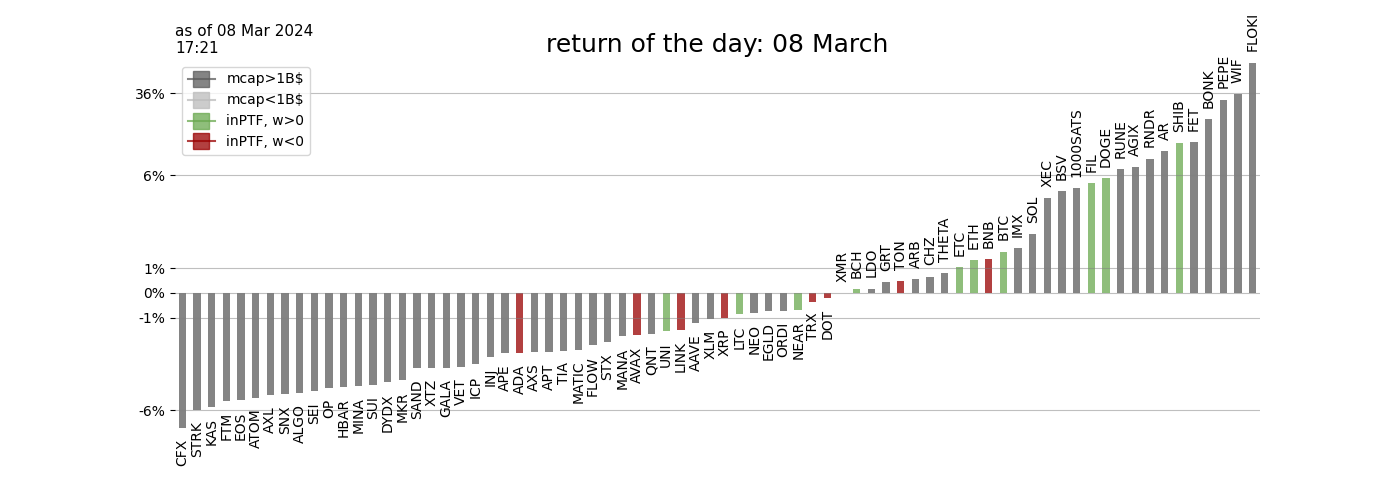 as of 08 Mar 2024
17:21
return of the day: 08 March
mcap>1B$
mcap<1B$
inPTF, w>0
inPTF, w<0
36%
6%
1%
0%
-1%
-6%
CFX
STRK
KAS
FTM
EOS
ATOM
AXL
SNX
ALGO
SEI
OP
HBAR
MINA
SUI
DYDX
MKR
SAND
XTZ
GALA
VET
ICP
INJ
APE
ADA
AXS
APT
TIA
MATIC
FLOW
STX
MANA
AVAX
QNT
UNI
LINK
AAVE
XLM
XRP
LTC
NEO
EGLD
ORDI
NEAR
TRX
DOT
XMR
BCH
LDO
GRT
TON
ARB
CHZ
THETA
ETC
ETH
BNB
BTC
IMX
SOL
XEC
BSV
1000SATS
FIL
DOGE
RUNE
AGIX
RNDR
AR
SHIB
FET
BONK
PEPE
WIF
FLOKI